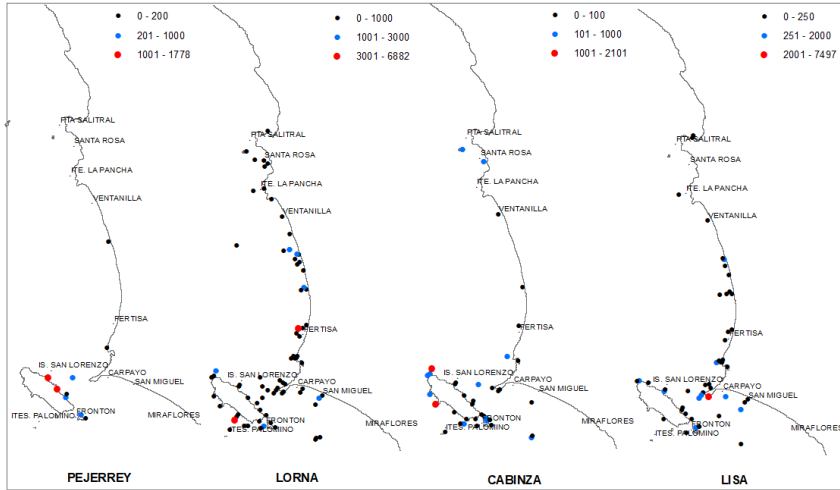 0 - 200
201 - 1000
1001 - 1778
PTA SALITRAL
SANTA ROSA
ITE. LA PANCHA
VENTANILLA
FERTISA
IS. SAN LORENZO
CARPAYO
SAN MIGUEL
ITES. PALOMINO
FRONTON
MIRAFLORES
PEJERREY
0 - 1000
1001 - 3000
3001 - 6882
PTA SALITRAL
SANTA ROSA
ITE. LA PANCHA
VENTANILLA
FERTISA
IS. SAN LORENZO
CARPAYO
SAN MIGUEL
FRONTON
ITES. PALOMINO
MIRAFLORES
LORNA
0 - 100
101 - 1000
1001 - 2101
PTA SALITRAL
SANTA ROSA
ITE. LA PANCHA
VENTANILLA
FERTISA
IS. SAN LORENZO
CARPAYO
SAN MIGUEL
FRONTON
ITES. PALOMINO
MIRAFLORES
CABINZA
0 - 250
251 - 2000
2001 - 7497
PTA SALITRAL
SANTA ROSA
ITE. LA PANCHA
VENTANILLA
FERTISA
IS. SAN LORENZO
CARPAYO
SAN MIGUEL
FRONTON
ITES. PALOMINO
MIRAFLORES
LISA